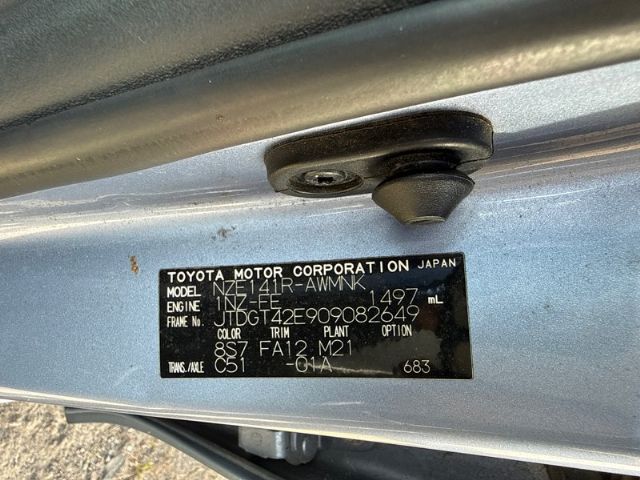 TOYOTA MOTOR CORPORATION JAPAN
MODEL NZE141R-AWMNK
ENGINE 1NZ-FE 1497 mL
FRAME No. JTDGT42E909082649
COLOR TRIM PLANT OPTION
8S7 FA12 M21
TRANS./AXLE C51 -01A 683